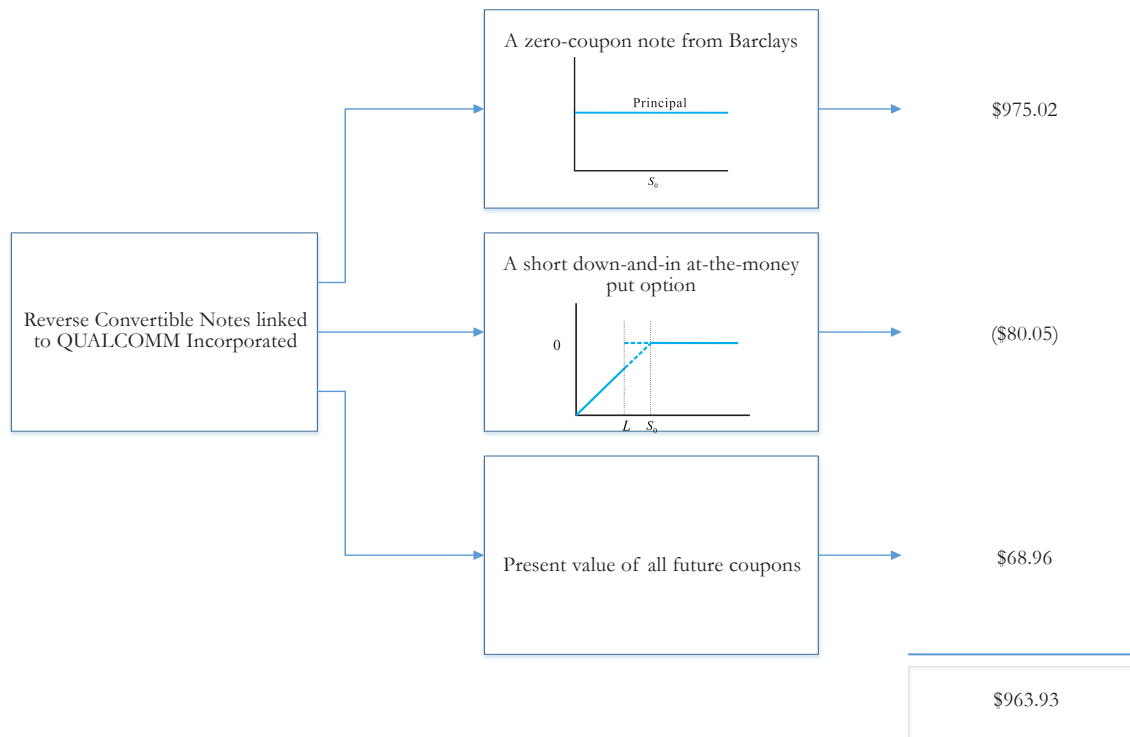 A zero-coupon note from Barclays
Principal
S₀
$975.02
Reverse Convertible Notes linked
to QUALCOMM Incorporated
A short down-and-in at-the-money
put option
0
L S₀
($80.05)
Present value of all future coupons
$68.96
$963.93